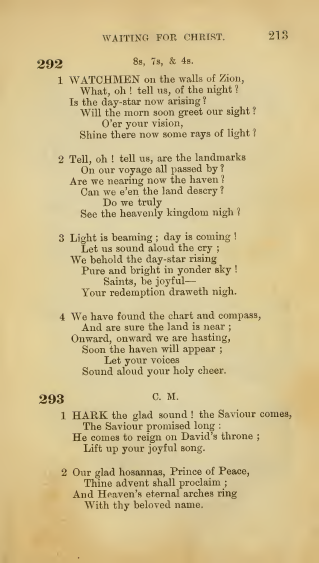 WAITING FOR CHRIST. 213
292 8s, 7s, & 4s.
1 WATCHMEN on the walls of Zion,
What, oh ! tell us, of the night ?
Is the day-star now arising ?
Will the morn soon greet our sight ?
O'er your vision,
Shine there now some rays of light ?
2 Tell, oh ! tell us, are the landmarks
On our voyage all passed by ?
Are we nearing now the haven ?
Can we e'en the land descry ?
Do we truly
See the heavenly kingdom nigh ?
3 Light is beaming ; day is coming !
Let us sound aloud the cry ;
We behold the day-star rising
Pure and bright in yonder sky !
Saints, be joyful—
Your redemption draweth nigh.
4 We have found the chart and compass,
And are sure the land is near ;
Onward, onward we are hasting,
Soon the haven will appear ;
Let your voices
Sound aloud your holy cheer.
293 C. M.
1 HARK the glad sound ! the Saviour comes,
The Saviour promised long :
He comes to reign on David's throne ;
Lift up your joyful song.
2 Our glad hosannas, Prince of Peace,
Thine advent shall proclaim ;
And Heaven's eternal arches ring
With thy beloved name.